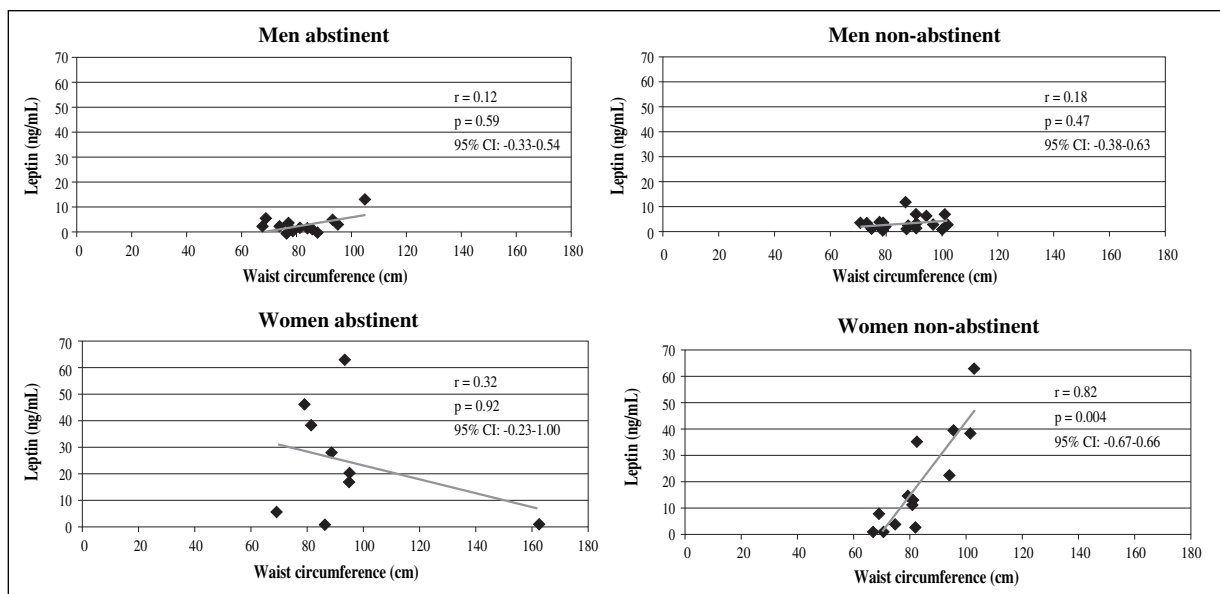 Men abstinent
70
60
50
40
30
20
10
0
Leptin (ng/mL)
r = 0.12
p = 0.59
95% CI: -0.33-0.54
0 20 40 60 80 100 120 140 160 180
Waist circumference (cm)
Men non-abstinent
70
60
50
40
30
20
10
0
Leptin (ng/mL)
r = 0.18
p = 0.47
95% CI: -0.38-0.63
0 20 40 60 80 100 120 140 160 180
Waist circumference (cm)
Women abstinent
70
60
50
40
30
20
10
0
Leptin (ng/mL)
r = 0.32
p = 0.92
95% CI: -0.23-1.00
0 20 40 60 80 100 120 140 160 180
Waist circumference (cm)
Women non-abstinent
70
60
50
40
30
20
10
0
Leptin (ng/mL)
r = 0.82
p = 0.004
95% CI: -0.67-0.66
0 20 40 60 80 100 120 140 160 180
Waist circumference (cm)